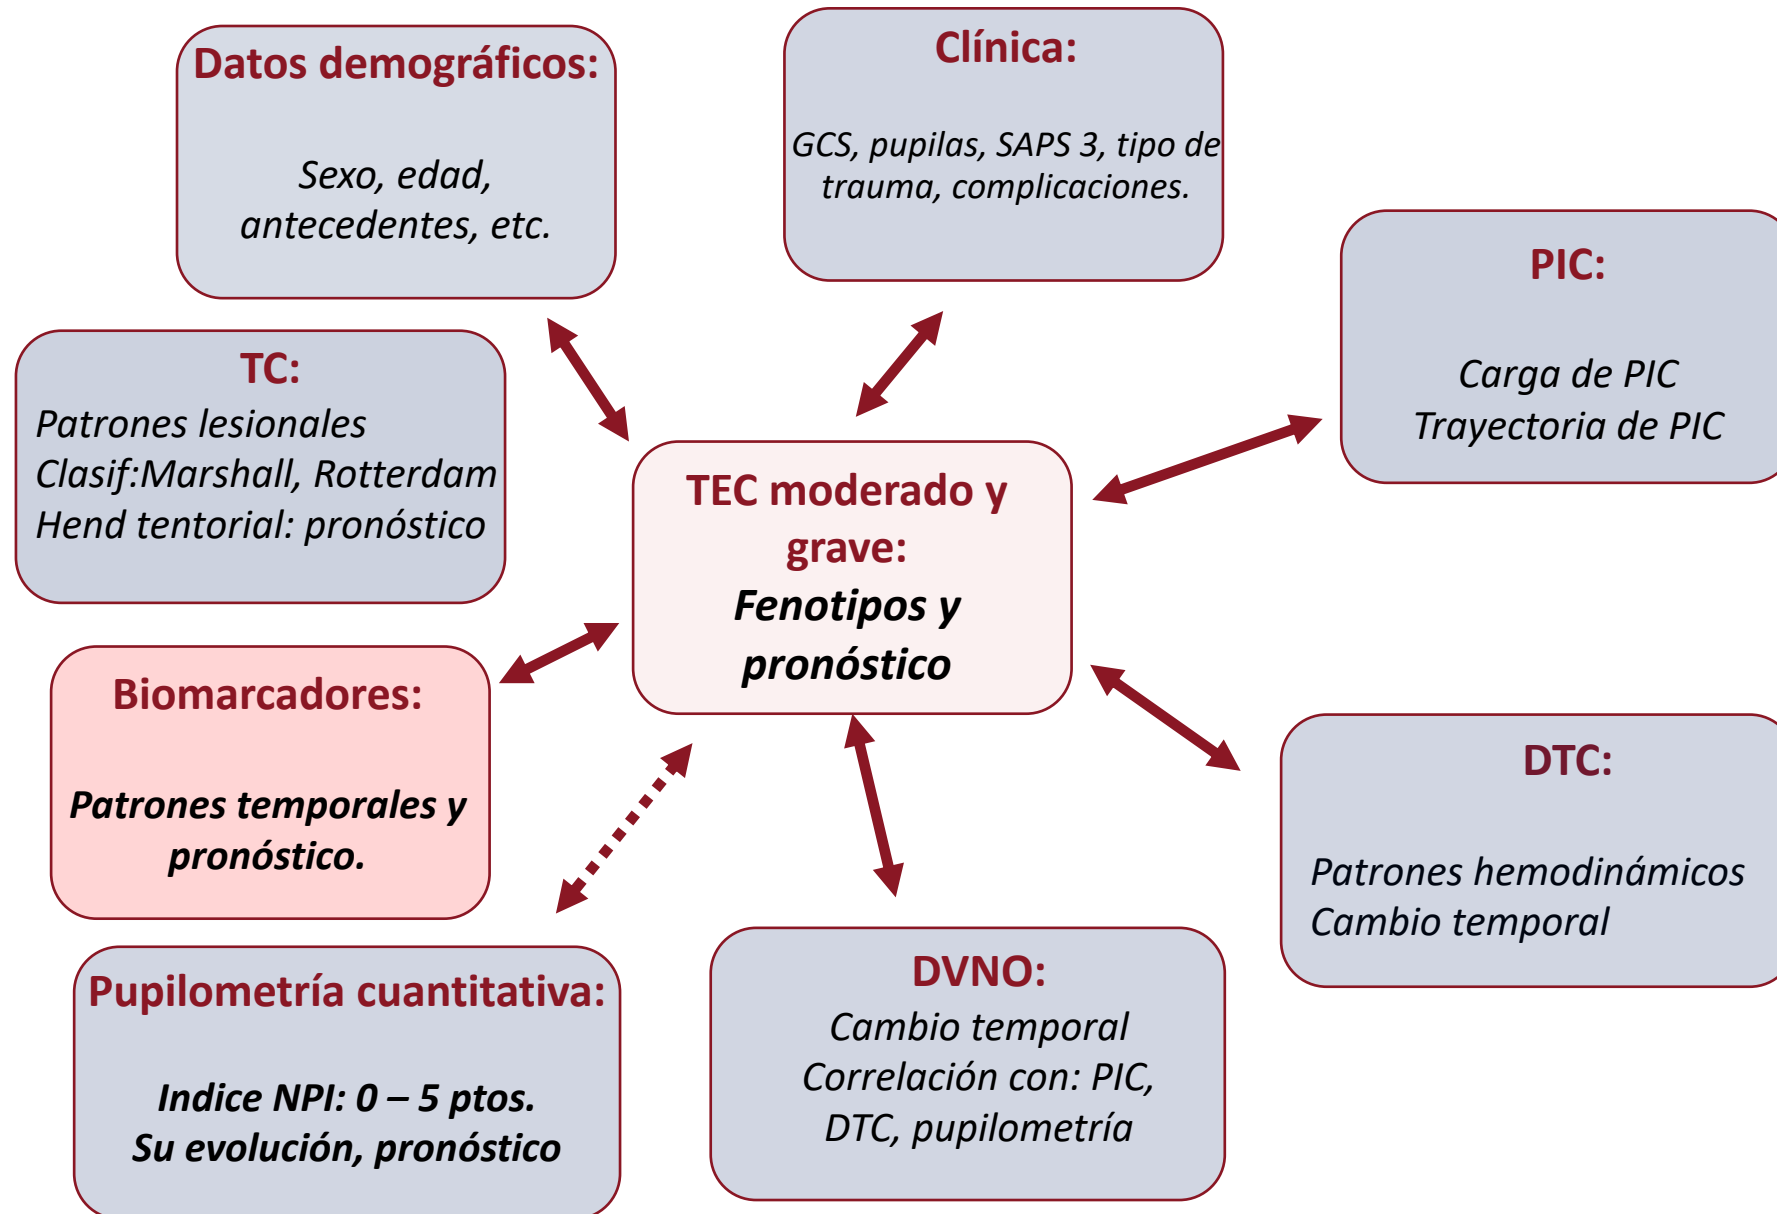 Datos demográficos:
Sexo, edad,
antecedentes, etc.
Clínica:
GCS, pupilas, SAPS 3, tipo de
trauma, complicaciones.
PIC:
Carga de PIC
Trayectoria de PIC
TC:
Patrones lesionales
Clasif:Marshall, Rotterdam
Hend tentorial: pronóstico
TEC moderado y
grave:
Fenotipos y
pronóstico
Biomarcadores:
Patrones temporales y
pronóstico.
DTC:
Patrones hemodinámicos
Cambio temporal
Pupilometría cuantitativa:
Indice NPI: 0 – 5 ptos.
Su evolución, pronóstico
DVNO:
Cambio temporal
Correlación con: PIC,
DTC, pupilometría